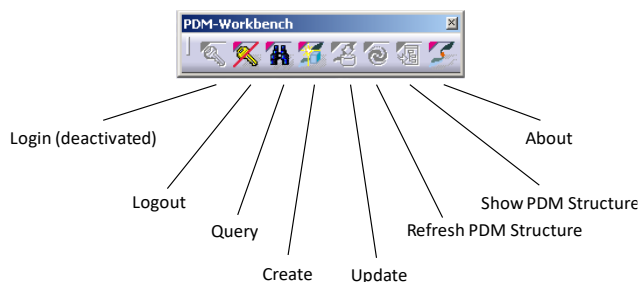 PDM-Workbench
Login (deactivated)
About
Logout
Show PDM Structure
Query
Refresh PDM Structure
Create
Update